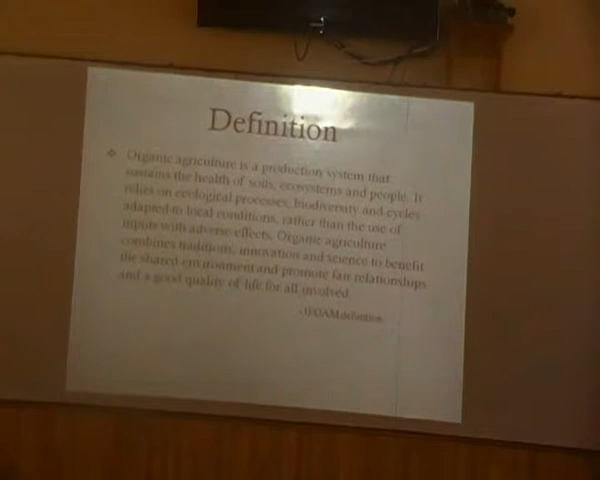 Definition
Organic agriculture is a production system that
sustains the health of soils, ecosystems and people. It
relies on ecological processes, biodiversity and cycles
adapted to local conditions, rather than the use of
inputs with adverse effects. Organic agriculture
combines tradition, innovation and science to benefit
the shared environment and promote fair relationships
and a good quality of life for all involved.
- IFOAM definition